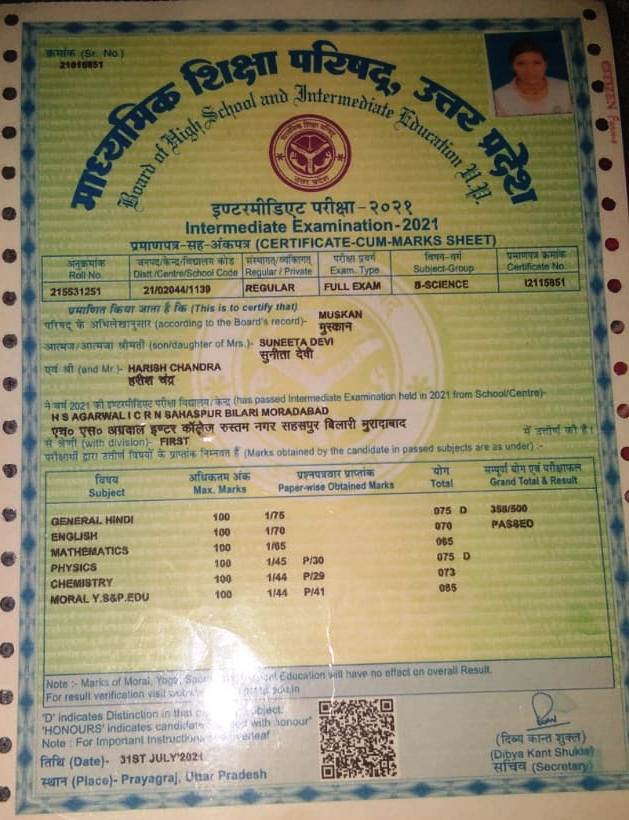 क्रमांक (Sr. No.)
21015851
माध्यमिक शिक्षा परिषद्, उत्तर प्रदेश
Board of High School and Intermediate Education U.P.
CITIZEN
इण्टरमीडिएट परीक्षा - २०२१
Intermediate Examination - 2021
प्रमाणपत्र-सह-अंकपत्र (CERTIFICATE-CUM-MARKS SHEET)
अनुक्रमांक जनपद/केन्द्र/विद्यालय कोड संस्थागत/व्यक्तिगत परीक्षा प्रवर्ग विषय-वर्ग प्रमाणपत्र क्रमांक
Roll No. Distt./Centre/School Code Regular / Private Exam. Type Subject-Group Certificate No.
215531251 21/02044/1139 REGULAR FULL EXAM B-SCIENCE I2115851
प्रमाणित किया जाता है कि (This is to certify that)
परिषद के अभिलेखानुसार (according to the Board's record)- MUSKAN
मुस्कान
आत्मज/आत्मजा श्रीमती (son/daughter of Mrs.)- SUNEETA DEVI
सुनीता देवी
एवं श्री (and Mr.)- HARISH CHANDRA
हरीश चंद्र
ने वर्ष 2021 की इण्टरमीडिएट परीक्षा विद्यालय/केन्द्र (has passed Intermediate Examination held in 2021 from School/Centre)-
H S AGARWAL I C R N SAHASPUR BILARI MORADABAD
एच० एस० अग्रवाल इण्टर कॉलेज रुस्तम नगर सहसपुर बिलारी मुरादाबाद
से श्रेणी (with division)- FIRST में उत्तीर्ण की है।
परीक्षार्थी द्वारा उत्तीर्ण विषयों के प्राप्तांक निम्नवत हैं (Marks obtained by the candidate in passed subjects are as under) :-
विषय अधिकतम अंक प्रश्नपत्रवार प्राप्तांक योग सम्पूर्ण योग एवं परीक्षाफल
Subject Max. Marks Paper-wise Obtained Marks Total Grand Total & Result
GENERAL HINDI 100 1/75 075 D 358/500
ENGLISH 100 1/70 070 PASSED
MATHEMATICS 100 1/65 065
PHYSICS 100 1/45 P/30 075 D
CHEMISTRY 100 1/44 P/29 073
MORAL Y.S&P.EDU 100 1/44 P/41 085
Note :- Marks of Moral, Yoga, Education will have no effect on overall Result.
For result verification visit
'D' indicates Distinction in that
'HONOURS' indicates candidate with honour"
Note : For Important Instruction
तिथि (Date)- 31ST JULY'2021
स्थान (Place)- Prayagraj, Uttar Pradesh
(दिव्य कान्त शुक्ल)
(Dibya Kant Shukla)
सचिव (Secretary)